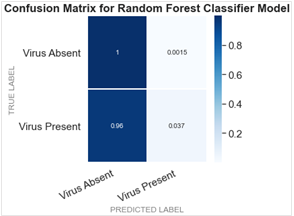 Confusion Matrix for Random Forest Classifier Model
Virus Absent
1
0.0015
Virus Present
0.96
0.037
TRUE LABEL
0.8
0.6
0.4
0.2
Virus Absent
Virus Present
PREDICTED LABEL